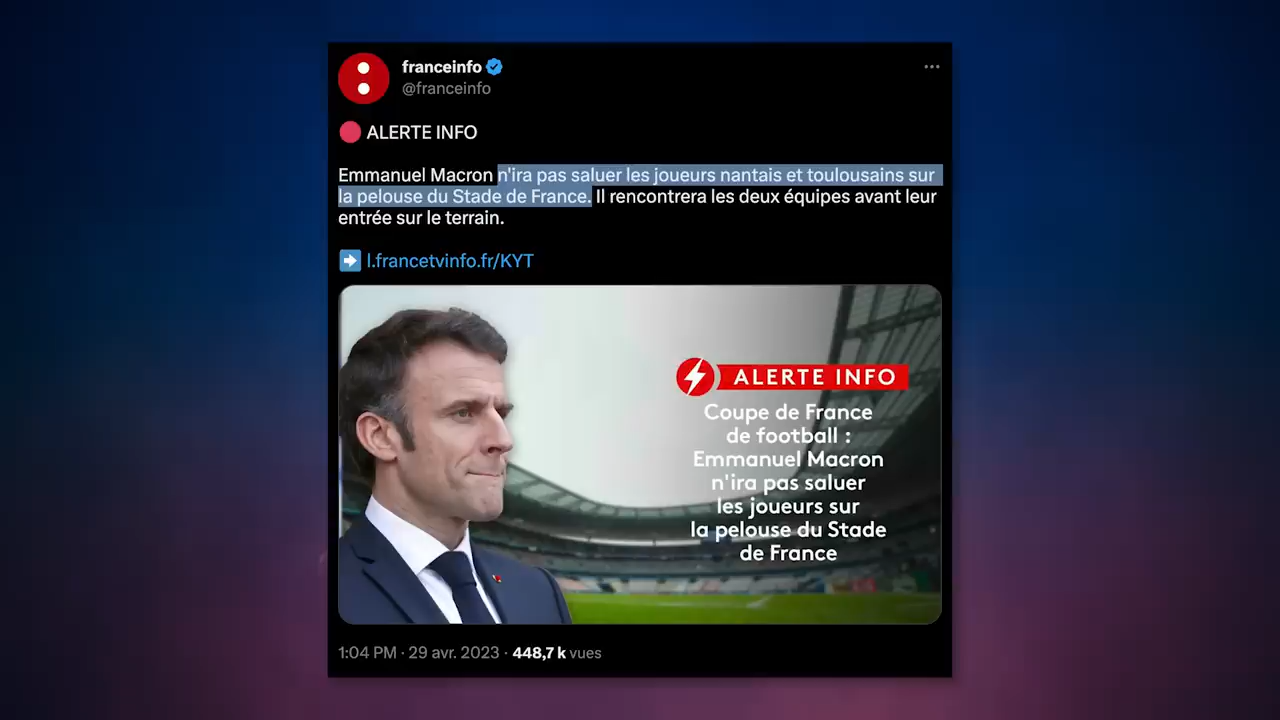 franceinfo
@franceinfo
ALERTE INFO
Emmanuel Macron n'ira pas saluer les joueurs nantais et toulousains sur
la pelouse du Stade de France. Il rencontrera les deux équipes avant leur
entrée sur le terrain.
l.francetvinfo.fr/KYT
ALERTE INFO
Coupe de France
de football :
Emmanuel Macron
n'ira pas saluer
les joueurs sur
la pelouse du Stade
de France
1:04 PM · 29 avr. 2023 · 448,7 k vues